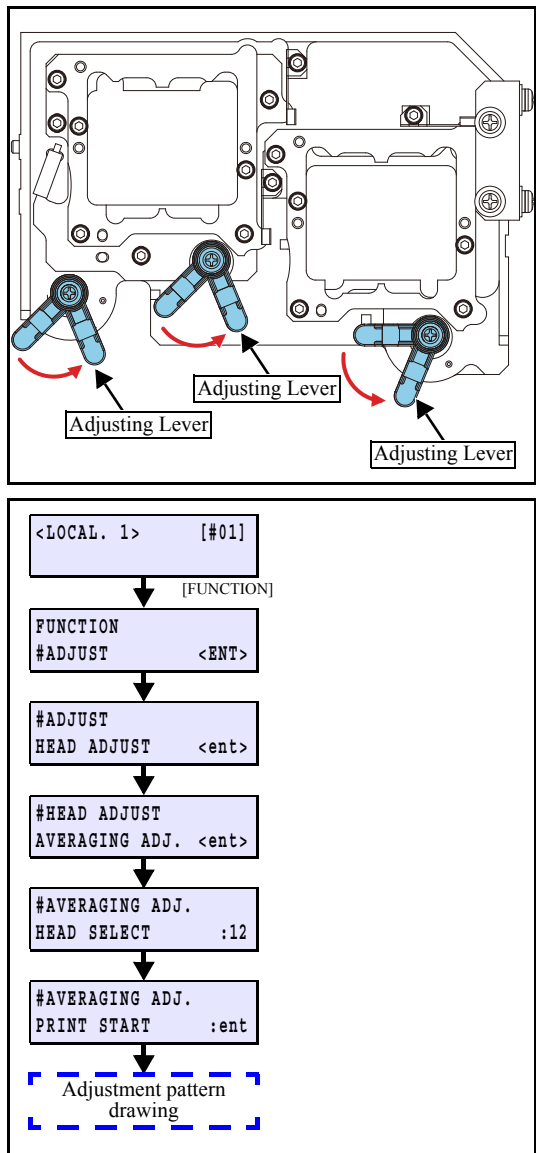 Adjusting Lever
Adjusting Lever
Adjusting Lever
<LOCAL. 1> [#01]
[FUNCTION]
FUNCTION
#ADJUST <ENT>
#ADJUST
HEAD ADJUST <ent>
#HEAD ADJUST
AVERAGING ADJ. <ent>
#AVERAGING ADJ.
HEAD SELECT :12
#AVERAGING ADJ.
PRINT START :ent
Adjustment pattern
drawing